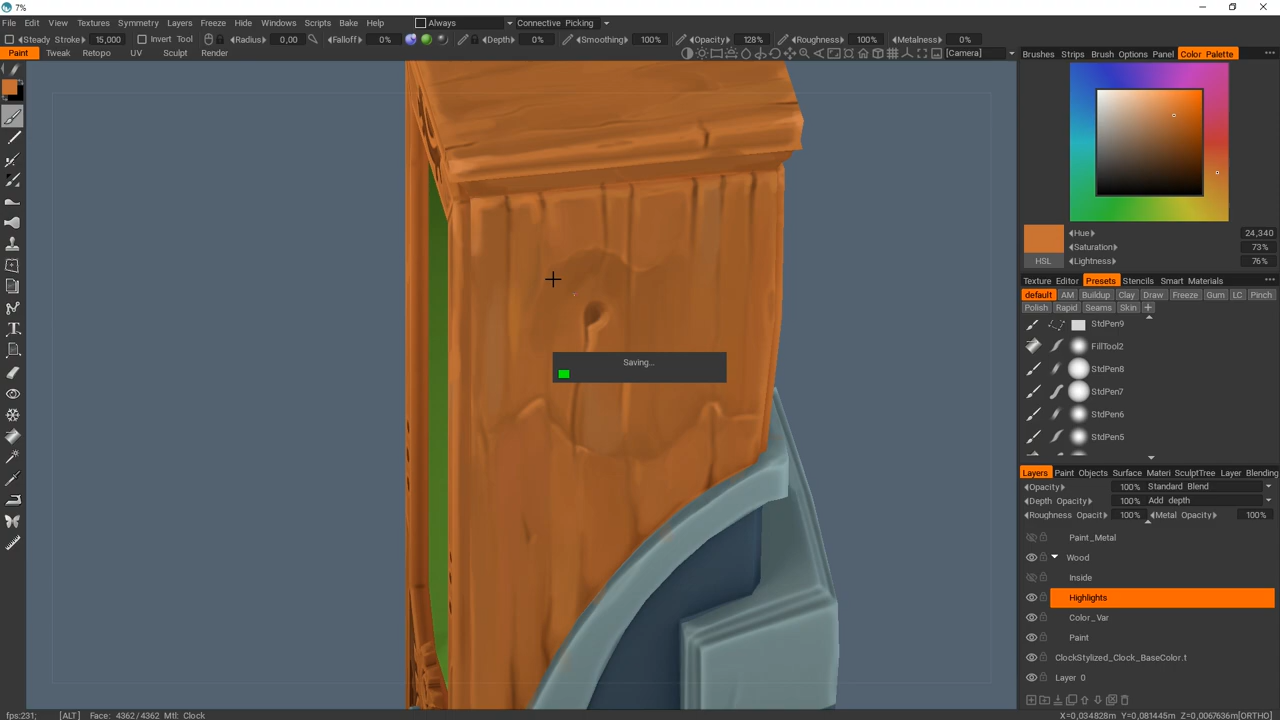 7%
File Edit View Textures Symmetry Layers Freeze Hide Windows Scripts Bake Help Always Connective Picking
Steady Stroke 15,000 Invert Tool Radius 0,00 Falloff 0% Depth 0% Smoothing 100% Opacity 128% Roughness 100% Metalness 0%
Paint Tweak Retopo UV Sculpt Render [Camera] Brushes Strips Brush Options Panel Color Palette
Hue 24,340
Saturation 73%
HSL Lightness 76%
Texture Editor Presets Stencils Smart Materials
default AM Buildup Clay Draw Freeze Gum LC Pinch
Polish Rapid Seams Skin +
StdPen9
FillTool2
Saving...
StdPen8
StdPen7
StdPen6
StdPen5
Layers Paint Objects Surface Materi SculptTree Layer Blending
Opacity 100% Standard Blend
Depth Opacity 100% Add depth
Roughness Opacit 100% Metal Opacity 100%
Paint_Metal
Wood
Inside
Highlights
Color_Var
Paint
ClockStylized_Clock_BaseColor.t
Layer 0
fps:231; [ALT] Face: 4362/4362 Mtl: Clock X=0,034828m Y=0,081445m Z=0,0067636m[ORTHO]